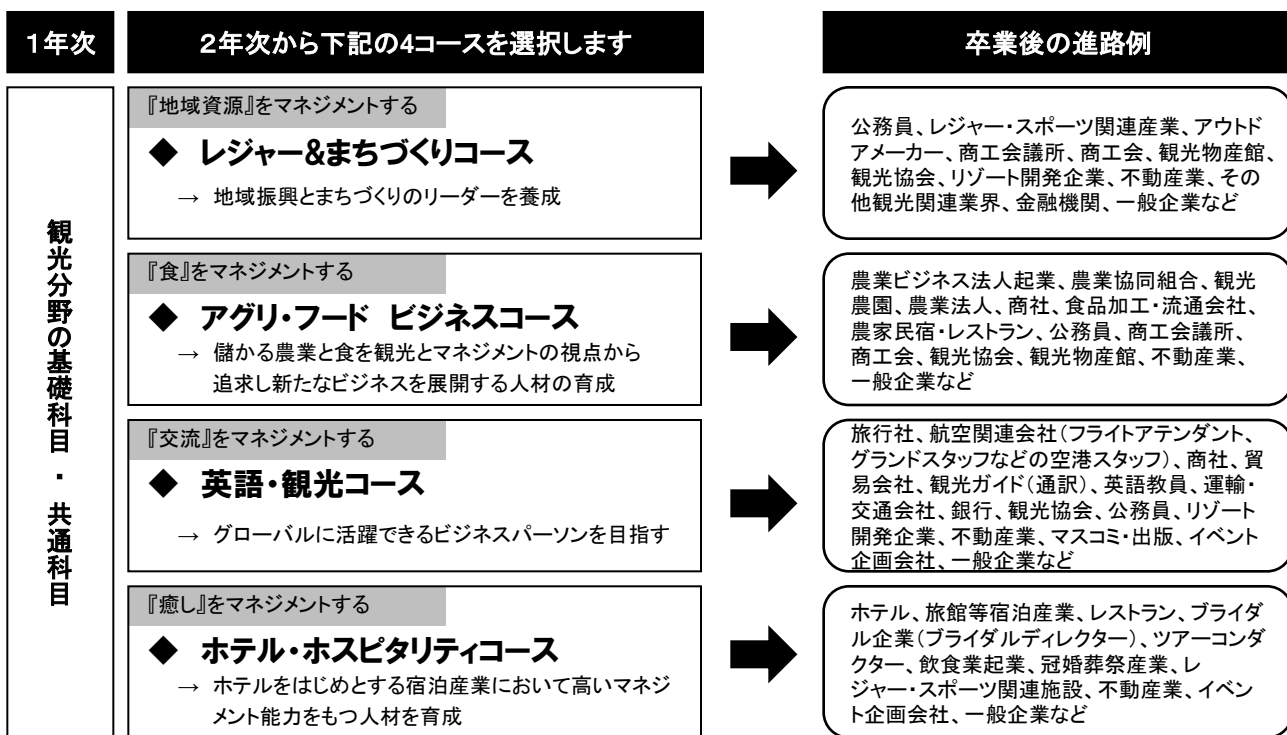 1年次
2年次から下記の4コースを選択します
卒業後の進路例
観光分野の基礎科目・共通科目
『地域資源』をマネジメントする
◆ レジャー&まちづくりコース
→ 地域振興とまちづくりのリーダーを養成
公務員、レジャー・スポーツ関連産業、アウトド
アメーカー、商工会議所、商工会、観光物産館、
観光協会、リゾート開発企業、不動産業、その
他観光関連業界、金融機関、一般企業など
『食』をマネジメントする
◆ アグリ・フード ビジネスコース
→ 儲かる農業と食を観光とマネジメントの視点から
追求し新たなビジネスを展開する人材の育成
農業ビジネス法人起業、農業協同組合、観光
農園、農業法人、商社、食品加工・流通会社、
農家民宿・レストラン、公務員、商工会議所、
商工会、観光協会、観光物産館、不動産業、
一般企業など
『交流』をマネジメントする
◆ 英語・観光コース
→ グローバルに活躍できるビジネスパーソンを目指す
旅行社、航空関連会社(フライトアテンダント、
グランドスタッフなどの空港スタッフ)、商社、貿
易会社、観光ガイド(通訳)、英語教員、運輸・
交通会社、銀行、観光協会、公務員、リゾート
開発企業、不動産業、マスコミ・出版、イベント
企画会社、一般企業など
『癒し』をマネジメントする
◆ ホテル・ホスピタリティコース
→ ホテルをはじめとする宿泊産業において高いマネジ
メント能力をもつ人材を育成
ホテル、旅館等宿泊産業、レストラン、ブライダ
ル企業(ブライダルディレクター)、ツアーコンダ
クター、飲食業起業、冠婚葬祭産業、レ
ジャー・スポーツ関連施設、不動産業、イベン
ト企画会社、一般企業など